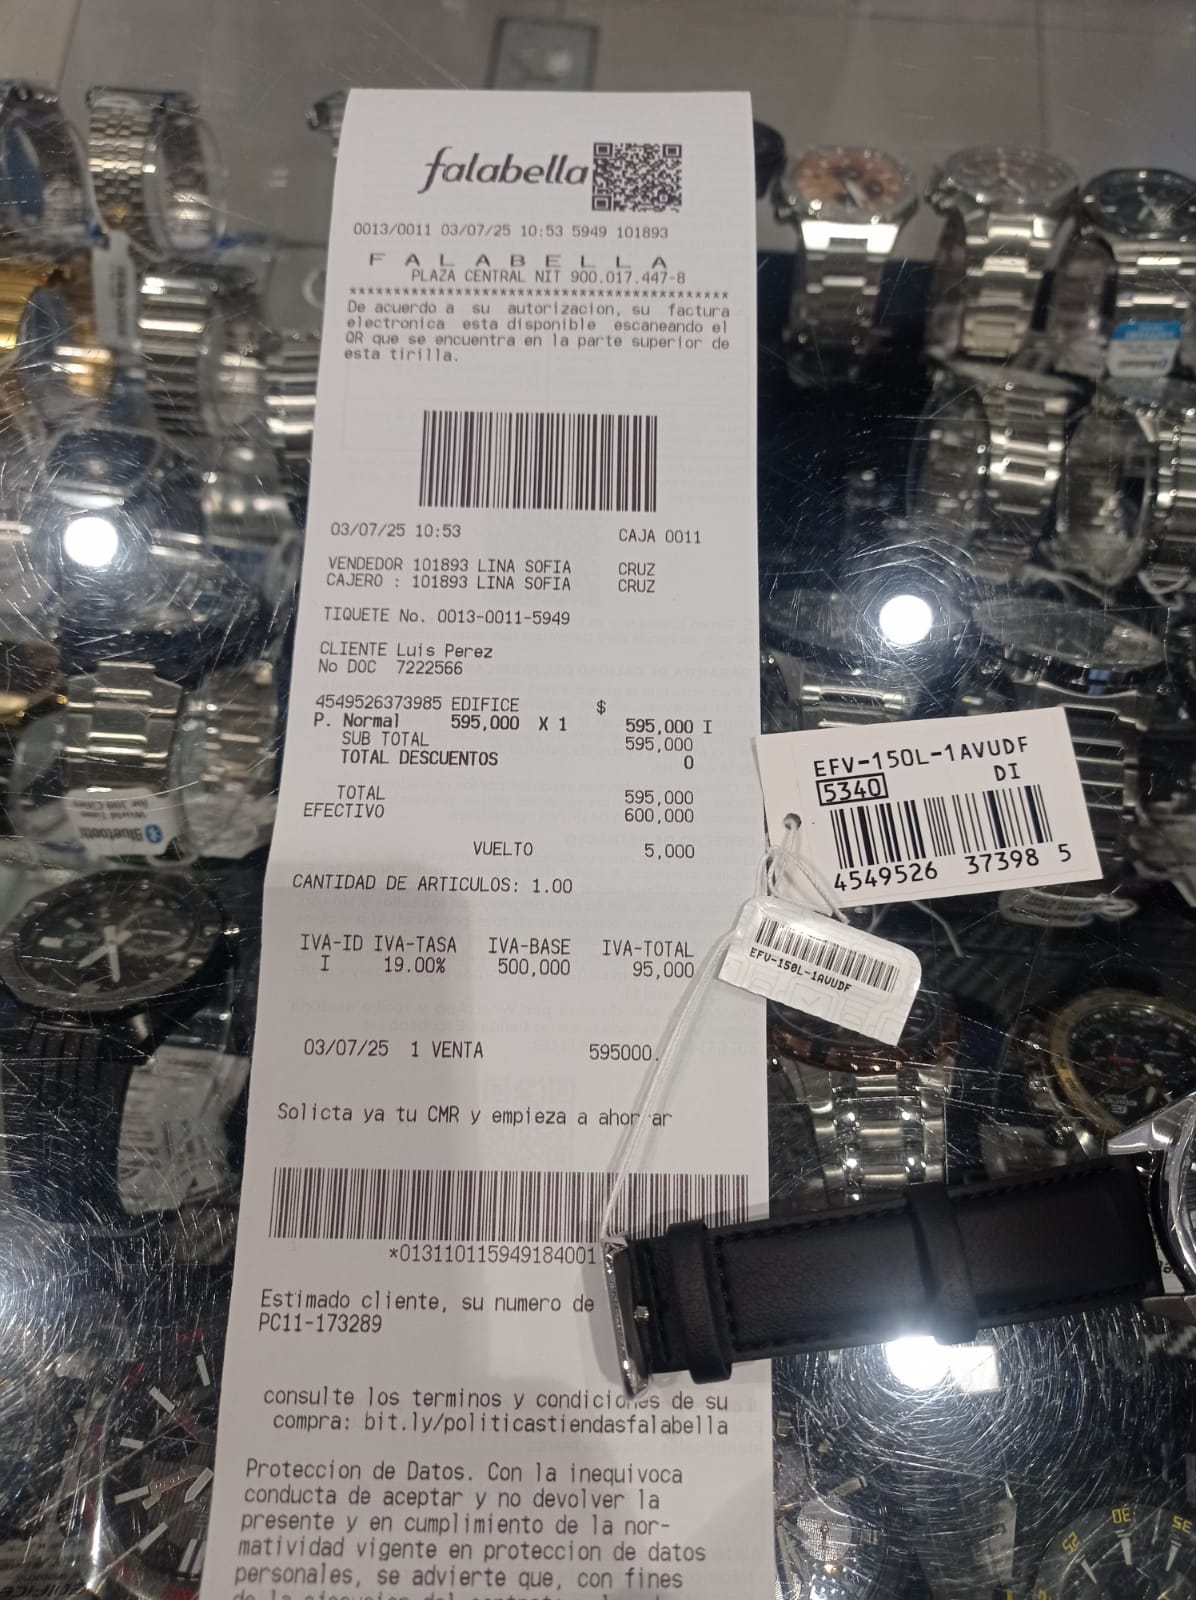 falabella
0013/0011 03/07/25 10:53 5949 101893
F A L A B E L L A
PLAZA CENTRAL NIT 900.017.447-8
De acuerdo a su autorizacion, su factura
electronica esta disponible escaneando el
QR que se encuentra en la parte superior de
esta tirilla.
03/07/25 10:53 CAJA 0011
VENDEDOR 101893 LINA SOFIA CRUZ
CAJERO : 101893 LINA SOFIA CRUZ
TIQUETE No. 0013-0011-5949
CLIENTE Luis Perez
No DOC 7222566
4549526373985 EDIFICE $
P. Normal 595,000 X 1 595,000 I
SUB TOTAL 595,000
TOTAL DESCUENTOS 0
TOTAL 595,000
EFECTIVO 600,000
VUELTO 5,000
CANTIDAD DE ARTICULOS: 1.00
IVA-ID IVA-TASA IVA-BASE IVA-TOTAL
I 19.00% 500,000 95,000
03/07/25 1 VENTA 595000.
Solicta ya tu CMR y empieza a ahorrar
*013110115949184001
Estimado cliente, su numero de
PC11-173289
consulte los terminos y condiciones de su
compra: bit.ly/politicastiendasfalabella
Proteccion de Datos. Con la inequivoca
conducta de aceptar y no devolver la
presente y en cumplimiento de la nor-
matividad vigente en proteccion de datos
personales, se advierte que, con fines
EFV-150L-1AVUDF
5340 DI
4549526 37398 5
EFV-150L-1AVUDF
Bluetooth